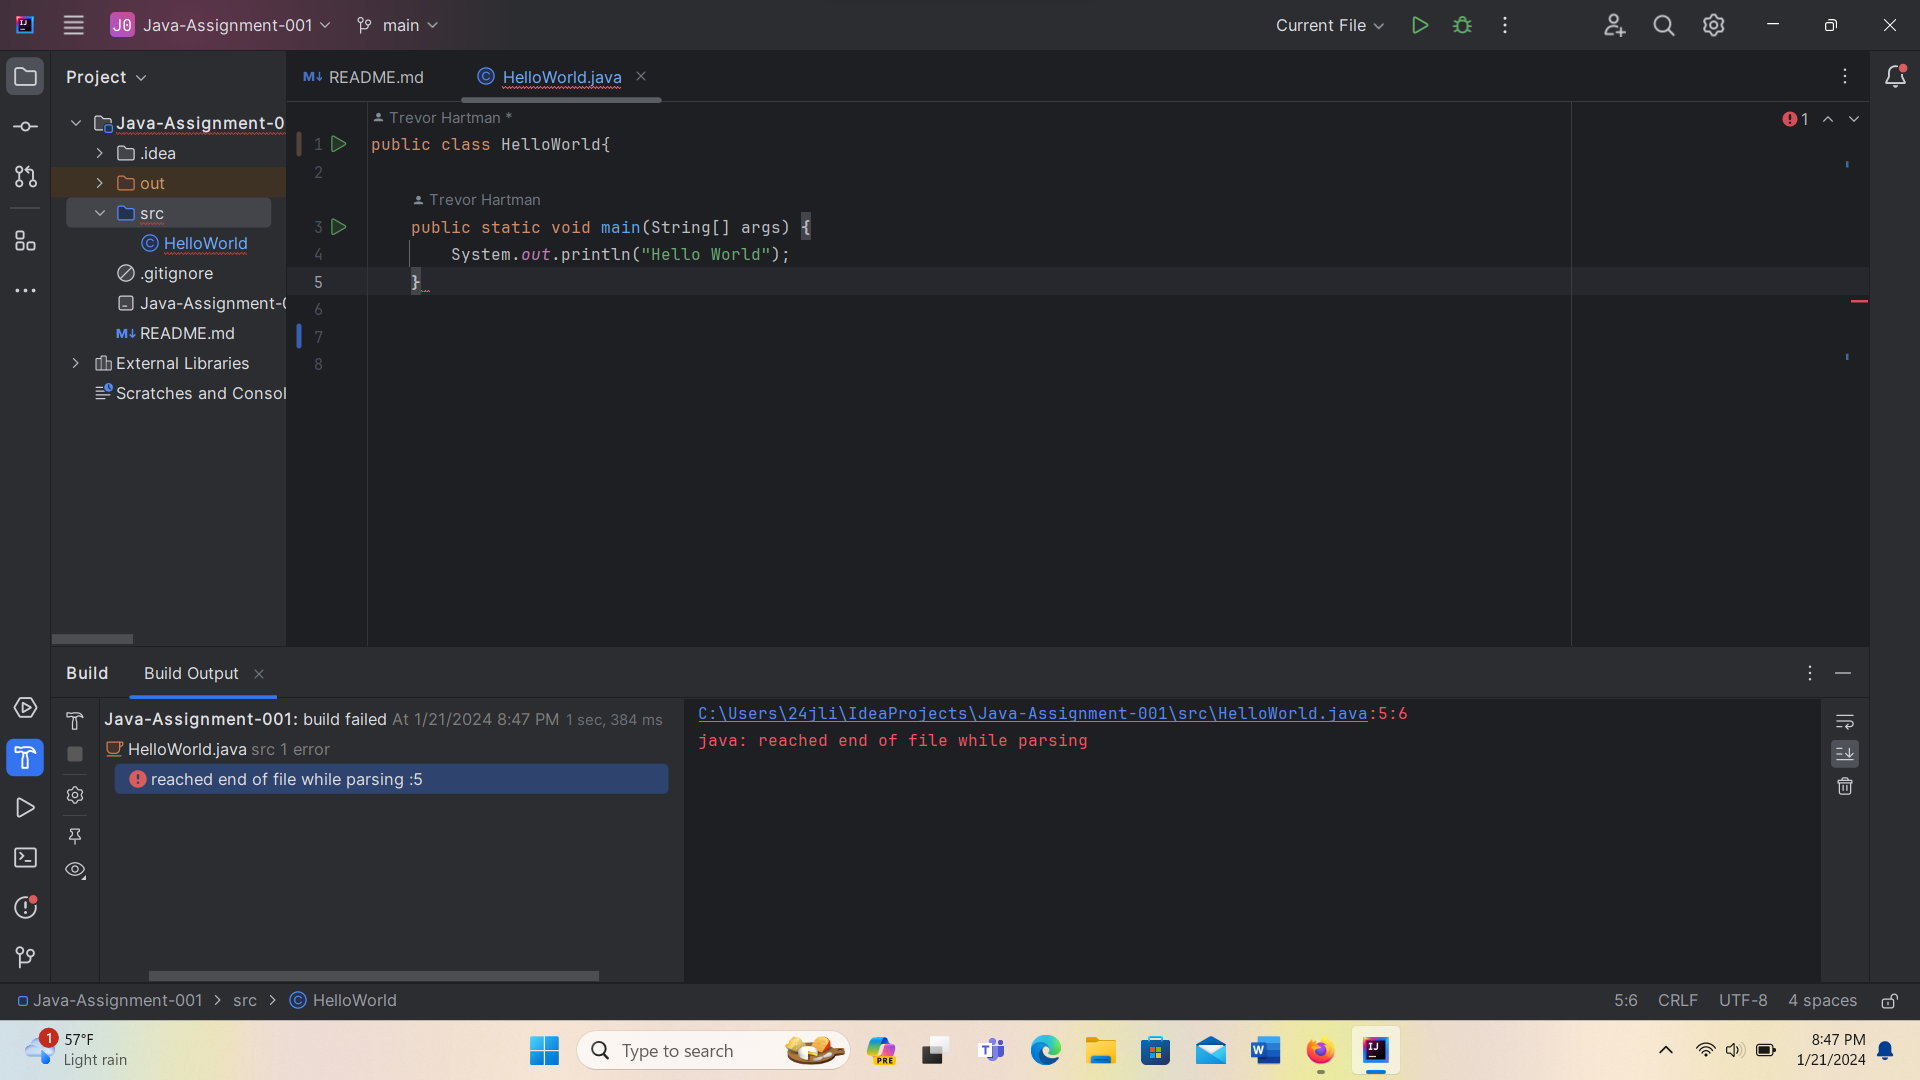 J0 Java-Assignment-001 main Current File
Project
M↓ README.md HelloWorld.java
Java-Assignment-0
.idea
out
src
HelloWorld
.gitignore
Java-Assignment-
M↓ README.md
External Libraries
Scratches and Consol
Trevor Hartman *
1 public class HelloWorld{
2
Trevor Hartman
3 public static void main(String[] args) {
4 System.out.println("Hello World");
5 }
6
7
8
1
Build Build Output
Java-Assignment-001: build failed At 1/21/2024 8:47 PM 1 sec, 384 ms
HelloWorld.java src 1 error
reached end of file while parsing :5
C:\Users\24jli\IdeaProjects\Java-Assignment-001\src\HelloWorld.java:5:6
java: reached end of file while parsing
Java-Assignment-001 > src > HelloWorld 5:6 CRLF UTF-8 4 spaces
1
57°F
Light rain
Type to search
PRE
8:47 PM
1/21/2024